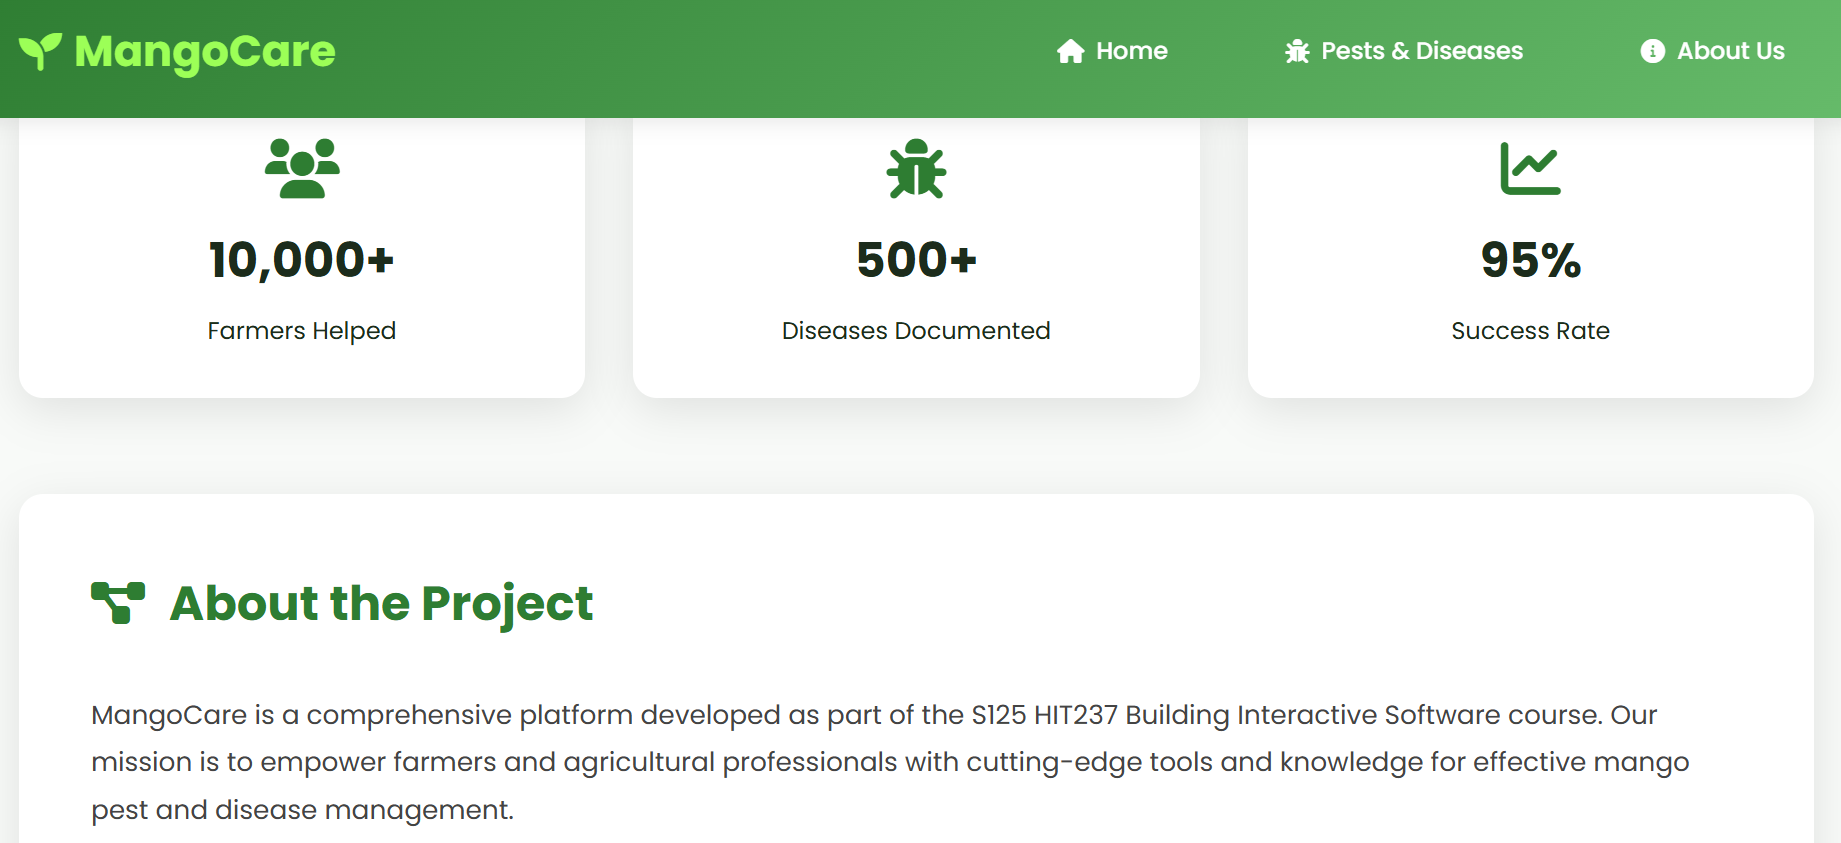 MangoCare
Home
Pests & Diseases
About Us
10,000+
500+
95%
Farmers Helped
Diseases Documented
Success Rate
About the Project
MangoCare is a comprehensive platform developed as part of the S125 HIT237 Building Interactive Software course. Our
mission is to empower farmers and agricultural professionals with cutting-edge tools and knowledge for effective mango
pest and disease management.